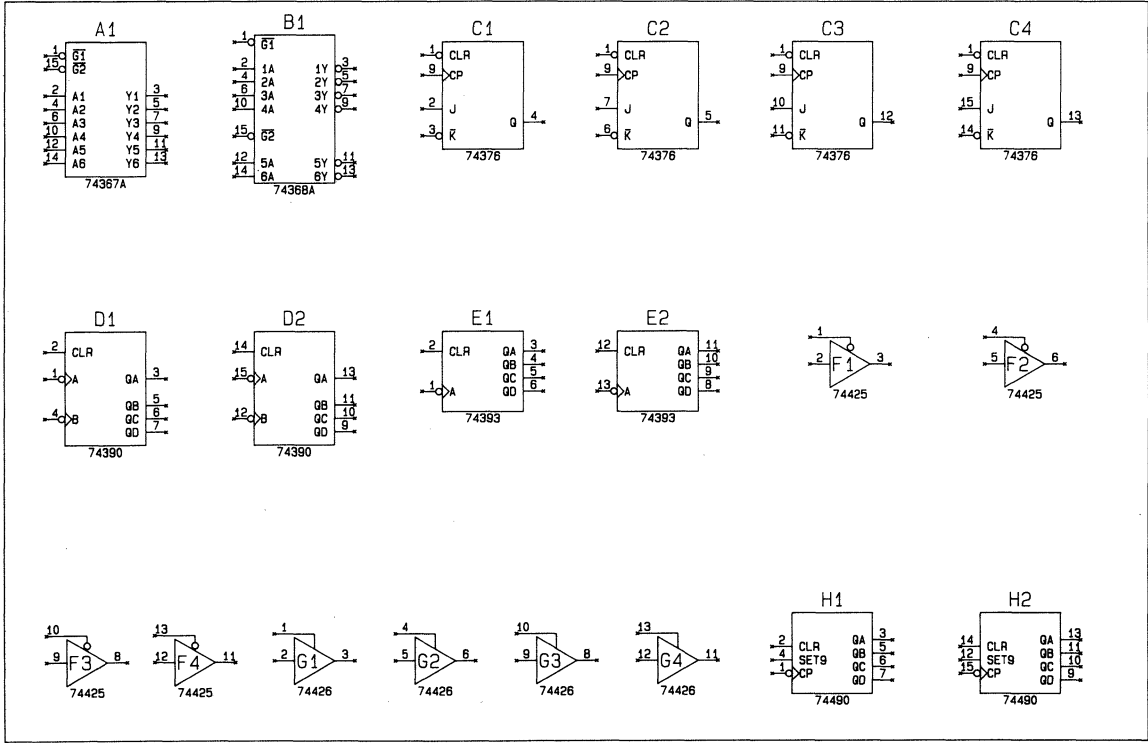 A1
1 G1
15 G2
2 A1 Y1 3
4 A2 Y2 5
6 A3 Y3 7
10 A4 Y4 9
12 A5 Y5 11
14 A6 Y6 13
74367A
B1
1 G1
2 1A 1Y 3
4 2A 2Y 5
6 3A 3Y 7
10 4A 4Y 9
15 G2
12 5A 5Y 11
14 6A 6Y 13
74368A
C1
1 CLR
9 CP
2 J
Q 4
3 K
74376
C2
1 CLR
9 CP
7 J
Q 5
6 K
74376
C3
1 CLR
9 CP
10 J
Q 12
11 K
74376
C4
1 CLR
9 CP
15 J
Q 13
14 K
74376
D1
2 CLR
1 A QA 3
QB 5
4 B QC 6
QD 7
74390
D2
14 CLR
15 A QA 13
QB 11
12 B QC 10
QD 9
74390
E1
2 CLR QA 3
QB 4
QC 5
1 A QD 6
74393
E2
12 CLR QA 11
QB 10
QC 9
13 A QD 8
74393
1
2 F1 3
74425
4
5 F2 6
74425
10
9 F3 8
74425
13
12 F4 11
74425
1
2 G1 3
74426
4
5 G2 6
74426
10
9 G3 8
74426
13
12 G4 11
74426
H1
2 CLR QA 3
4 SET9 QB 5
1 CP QC 6
QD 7
74490
H2
14 CLR QA 13
12 SET9 QB 11
15 CP QC 10
QD 9
74490